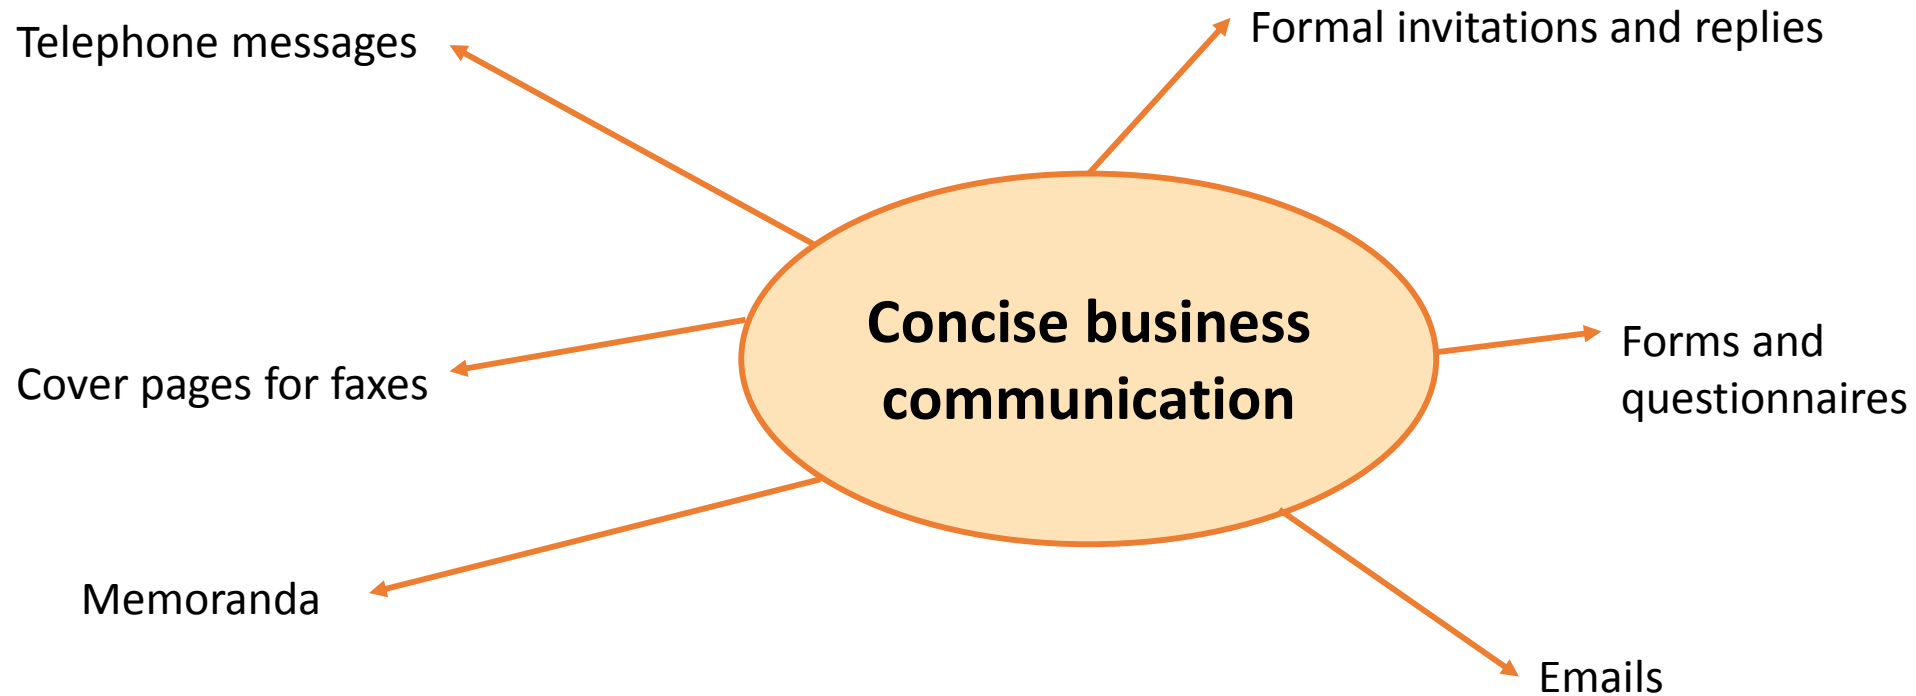 Telephone messages
Formal invitations and replies
Concise business
communication
Forms and
questionnaires
Cover pages for faxes
Memoranda
Emails